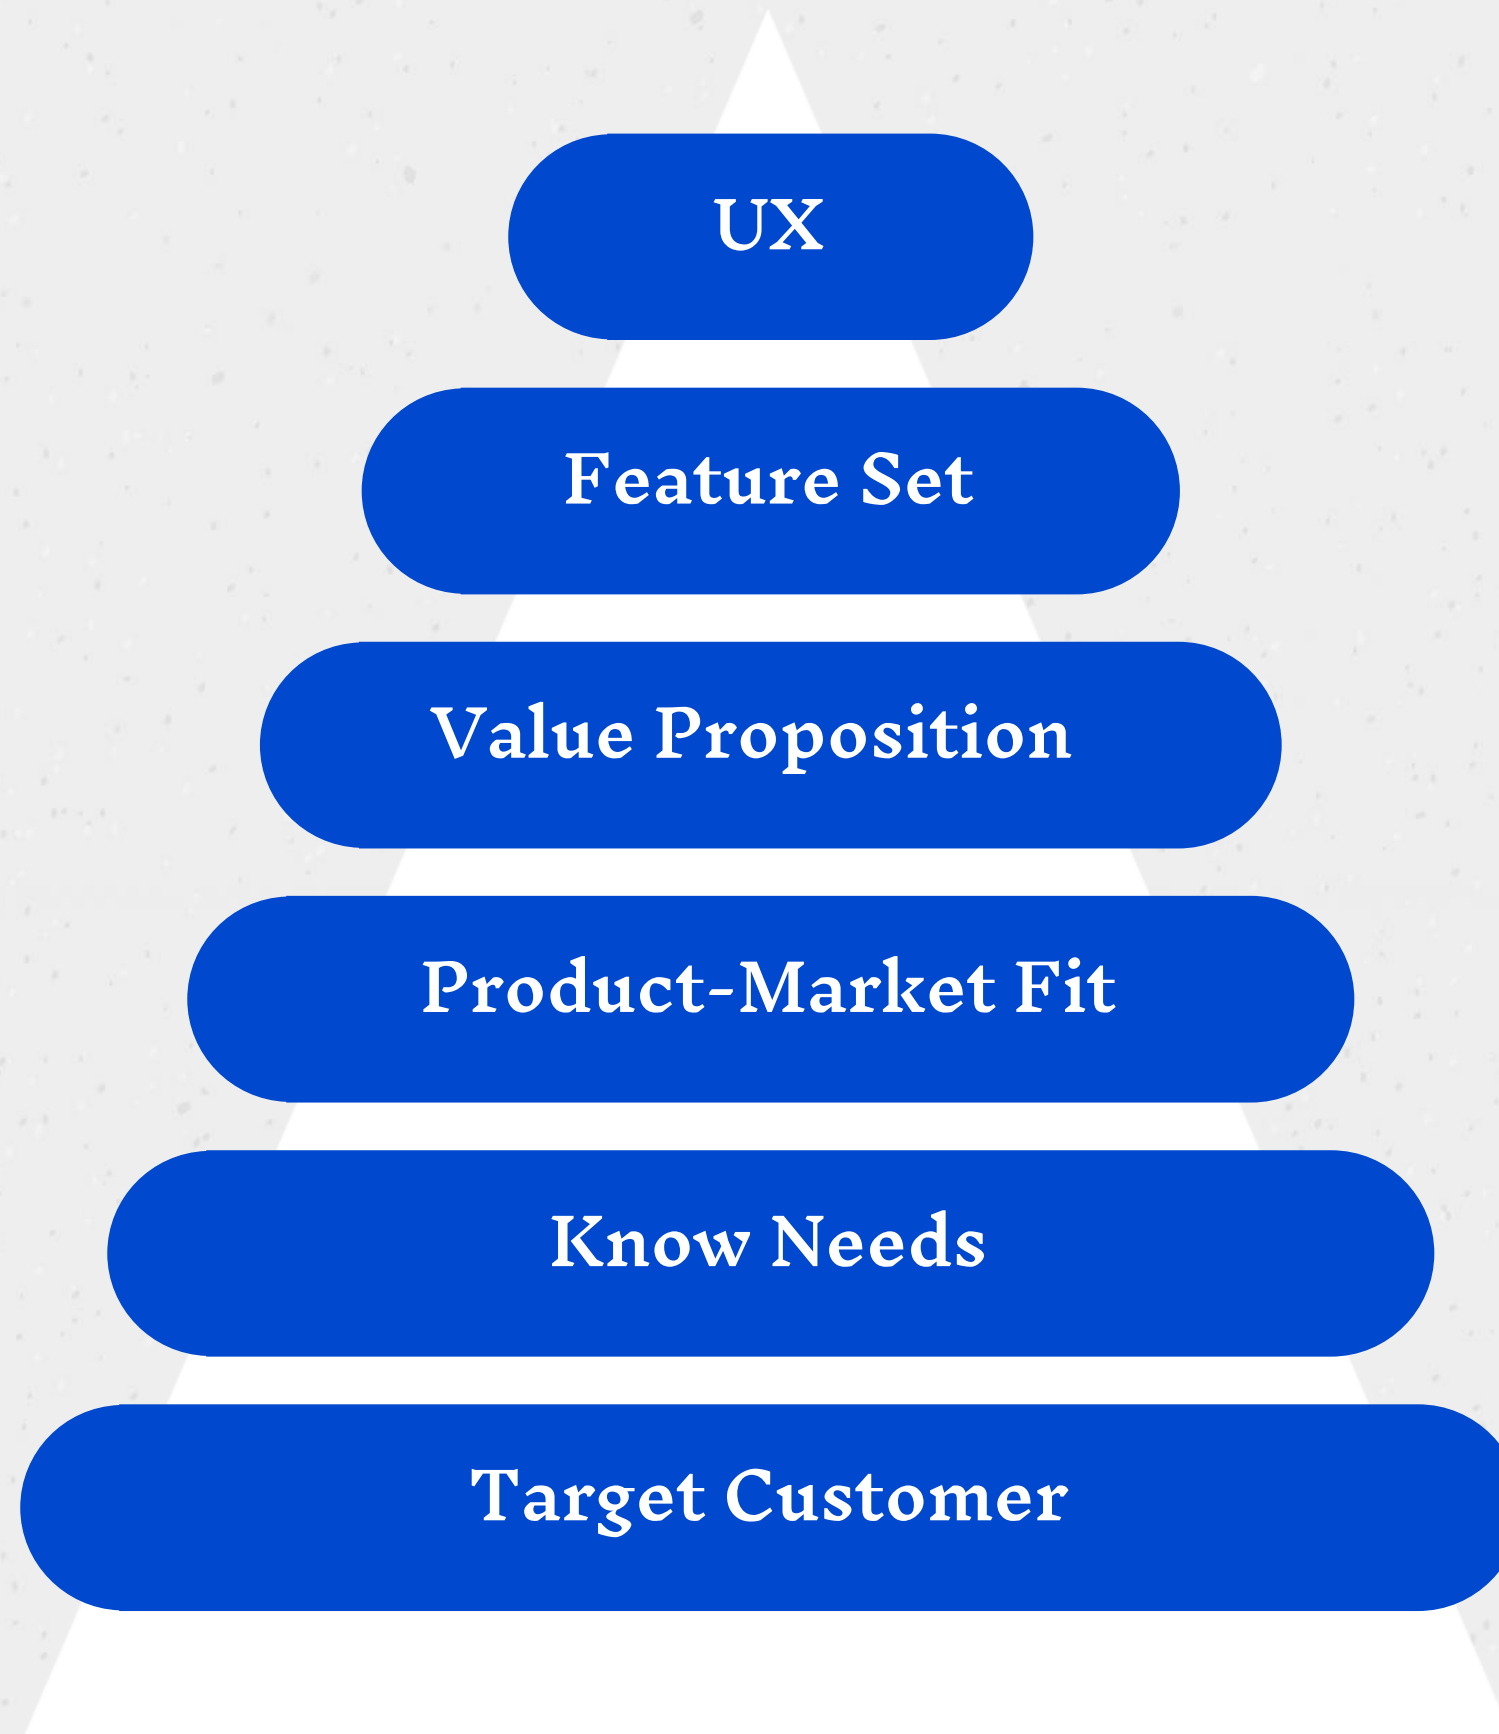 UX
Feature Set
Value Proposition
Product-Market Fit
Know Needs
Target Customer